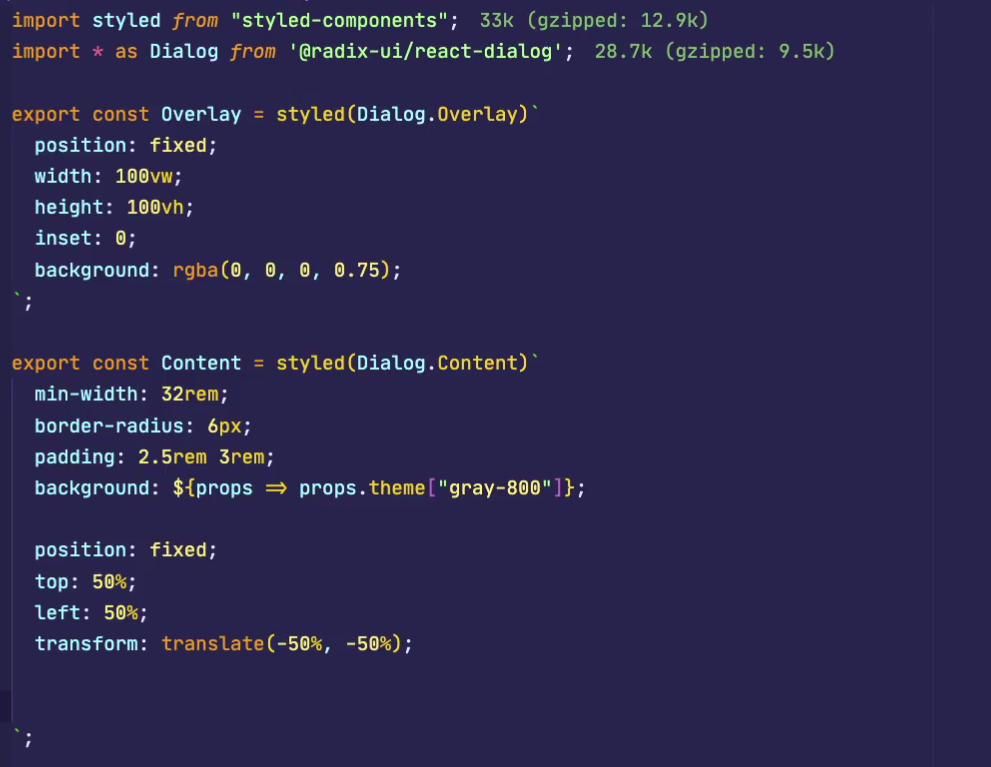 import styled from "styled-components"; 33k (gzipped: 12.9k)
import * as Dialog from '@radix-ui/react-dialog'; 28.7k (gzipped: 9.5k)
export const Overlay = styled(Dialog.Overlay)`
position: fixed;
width: 100vw;
height: 100vh;
inset: 0;
background: rgba(0, 0, 0, 0.75);
`;
export const Content = styled(Dialog.Content)`
min-width: 32rem;
border-radius: 6px;
padding: 2.5rem 3rem;
background: ${props => props.theme["gray-800"]};
position: fixed;
top: 50%;
left: 50%;
transform: translate(-50%, -50%);
`;